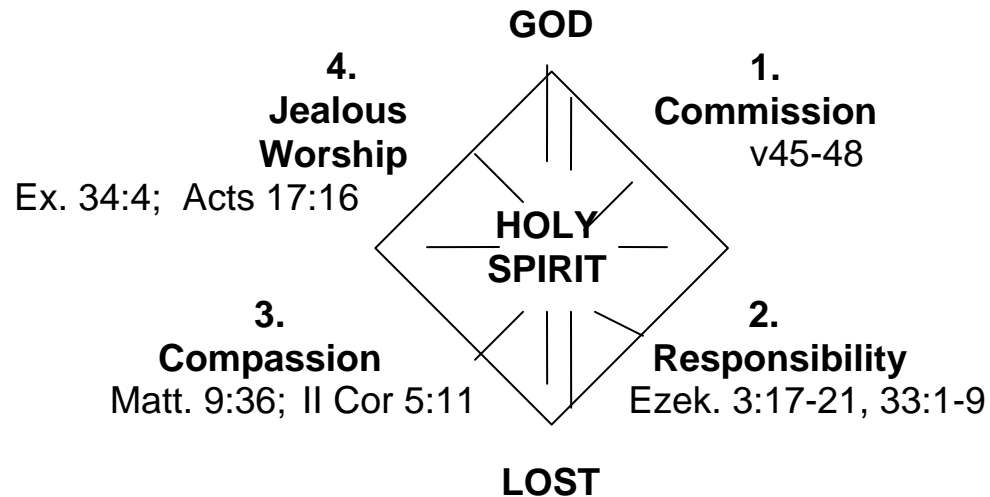 GOD
4.
Jealous
Worship
Ex. 34:4; Acts 17:16
1.
Commission
v45-48
HOLY
SPIRIT
3.
Compassion
Matt. 9:36; II Cor 5:11
2.
Responsibility
Ezek. 3:17-21, 33:1-9
LOST